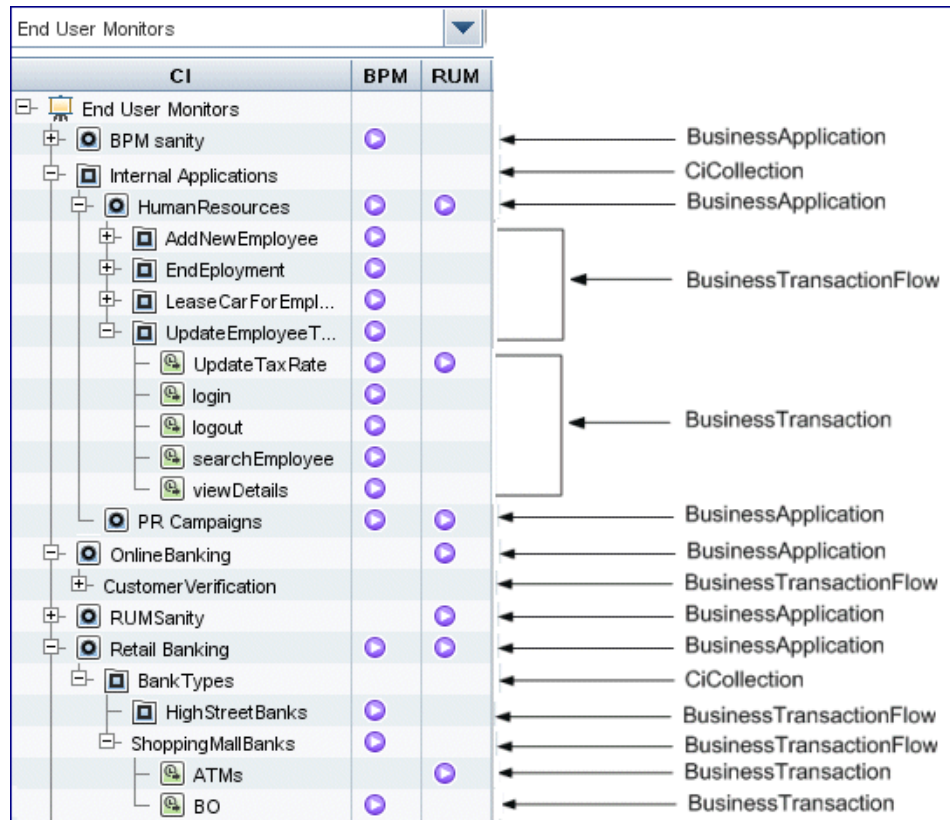 End User Monitors
CI BPM RUM
End User Monitors
BPM sanity BusinessApplication
Internal Applications CiCollection
HumanResources BusinessApplication
AddNewEmployee
EndEployment BusinessTransactionFlow
LeaseCarForEmpl...
UpdateEmployeeT...
UpdateTaxRate
login
logout BusinessTransaction
searchEmployee
viewDetails
PR Campaigns BusinessApplication
OnlineBanking BusinessApplication
CustomerVerification BusinessTransactionFlow
RUMSanity BusinessApplication
Retail Banking BusinessApplication
BankTypes CiCollection
HighStreetBanks BusinessTransactionFlow
ShoppingMallBanks BusinessTransactionFlow
ATMs BusinessTransaction
BO BusinessTransaction